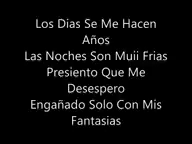 Los Dias Se Me Hacen
Años
Las Noches Son Muii Frias
Presiento Que Me
Desespero
Engañado Solo Con Mis
Fantasias